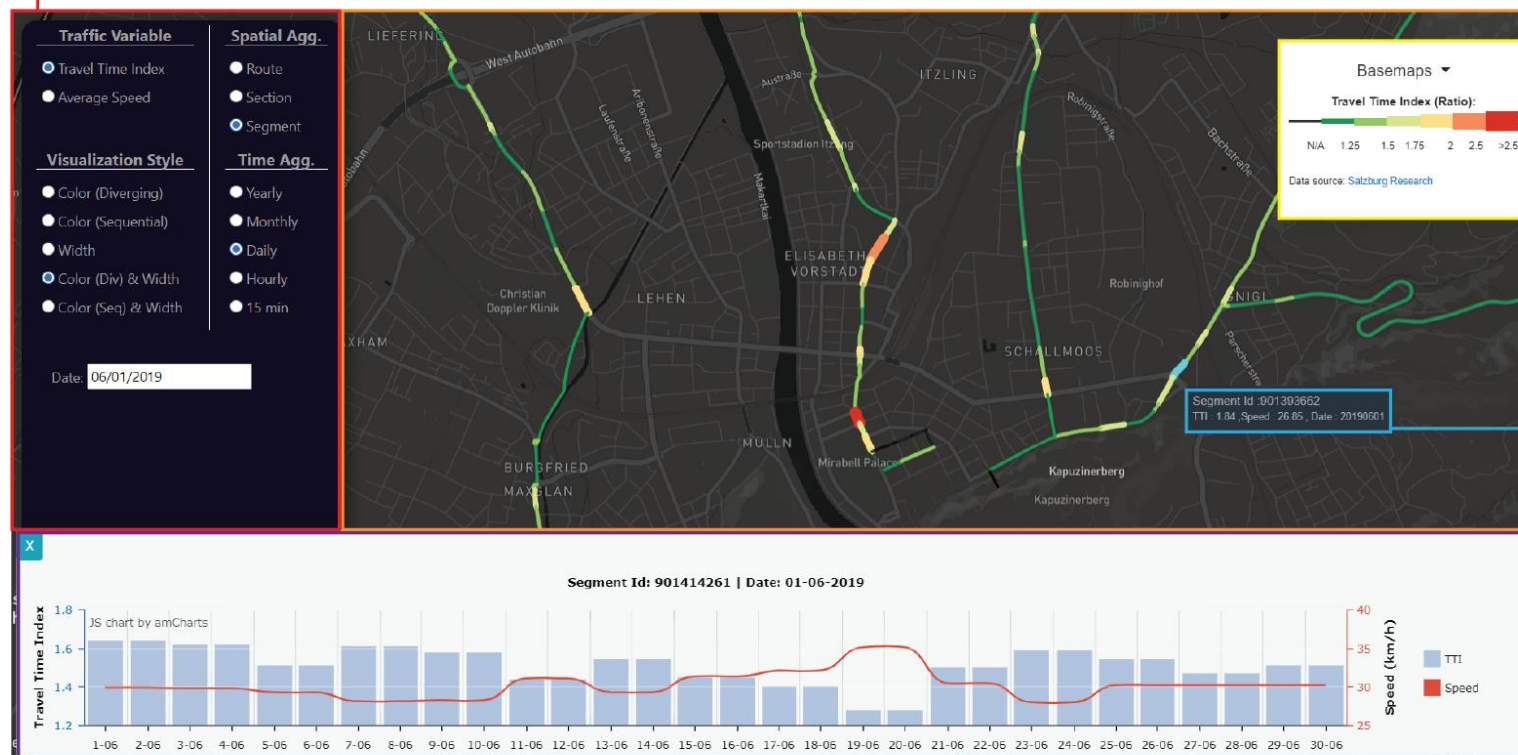 Traffic Variable
Spatial Agg.
Travel Time Index
Route
Average Speed
Section
Segment
Visualization Style
Time Agg.
Color (Diverging)
Yearly
Color (Sequential)
Monthly
Width
Daily
Color (Div) & Width
Hourly
Color (Seq) & Width
15 min
Date: 06/01/2019
LIEFERING
West Autobahn
Austraße
ITZLING
Aribonenstraße
Laufenstraße
Robinigstraße
Bachstraße
Sportstadion Itzling
Makartkai
ELISABETH
VORSTADT
Christian
Doppler Klinik
LEHEN
Robinighof
GNIGL
SCHALLMOOS
MÜLLN
Mirabell Palace
BURGFRIED
MAXGLAN
Kapuzinerberg
Kapuzinerberg
Basemaps
Travel Time Index (Ratio):
N/A 1.25 1.5 1.75 2 2.5 >2.5
Data source: Salzburg Research
Segment Id :901393662
TTI : 1.84 ,Speed : 26.85 , Date : 20190601
X
Segment Id: 901414261 | Date: 01-06-2019
JS chart by amCharts
Travel Time Index
1.8
1.6
1.4
1.2
40
35
30
25
Speed (km/h)
TTI
Speed
1-06 2-06 3-06 4-06 5-06 6-06 7-06 8-06 9-06 10-06 11-06 12-06 13-06 14-06 15-06 16-06 17-06 18-06 19-06 20-06 21-06 22-06 23-06 24-06 25-06 26-06 27-06 28-06 29-06 30-06